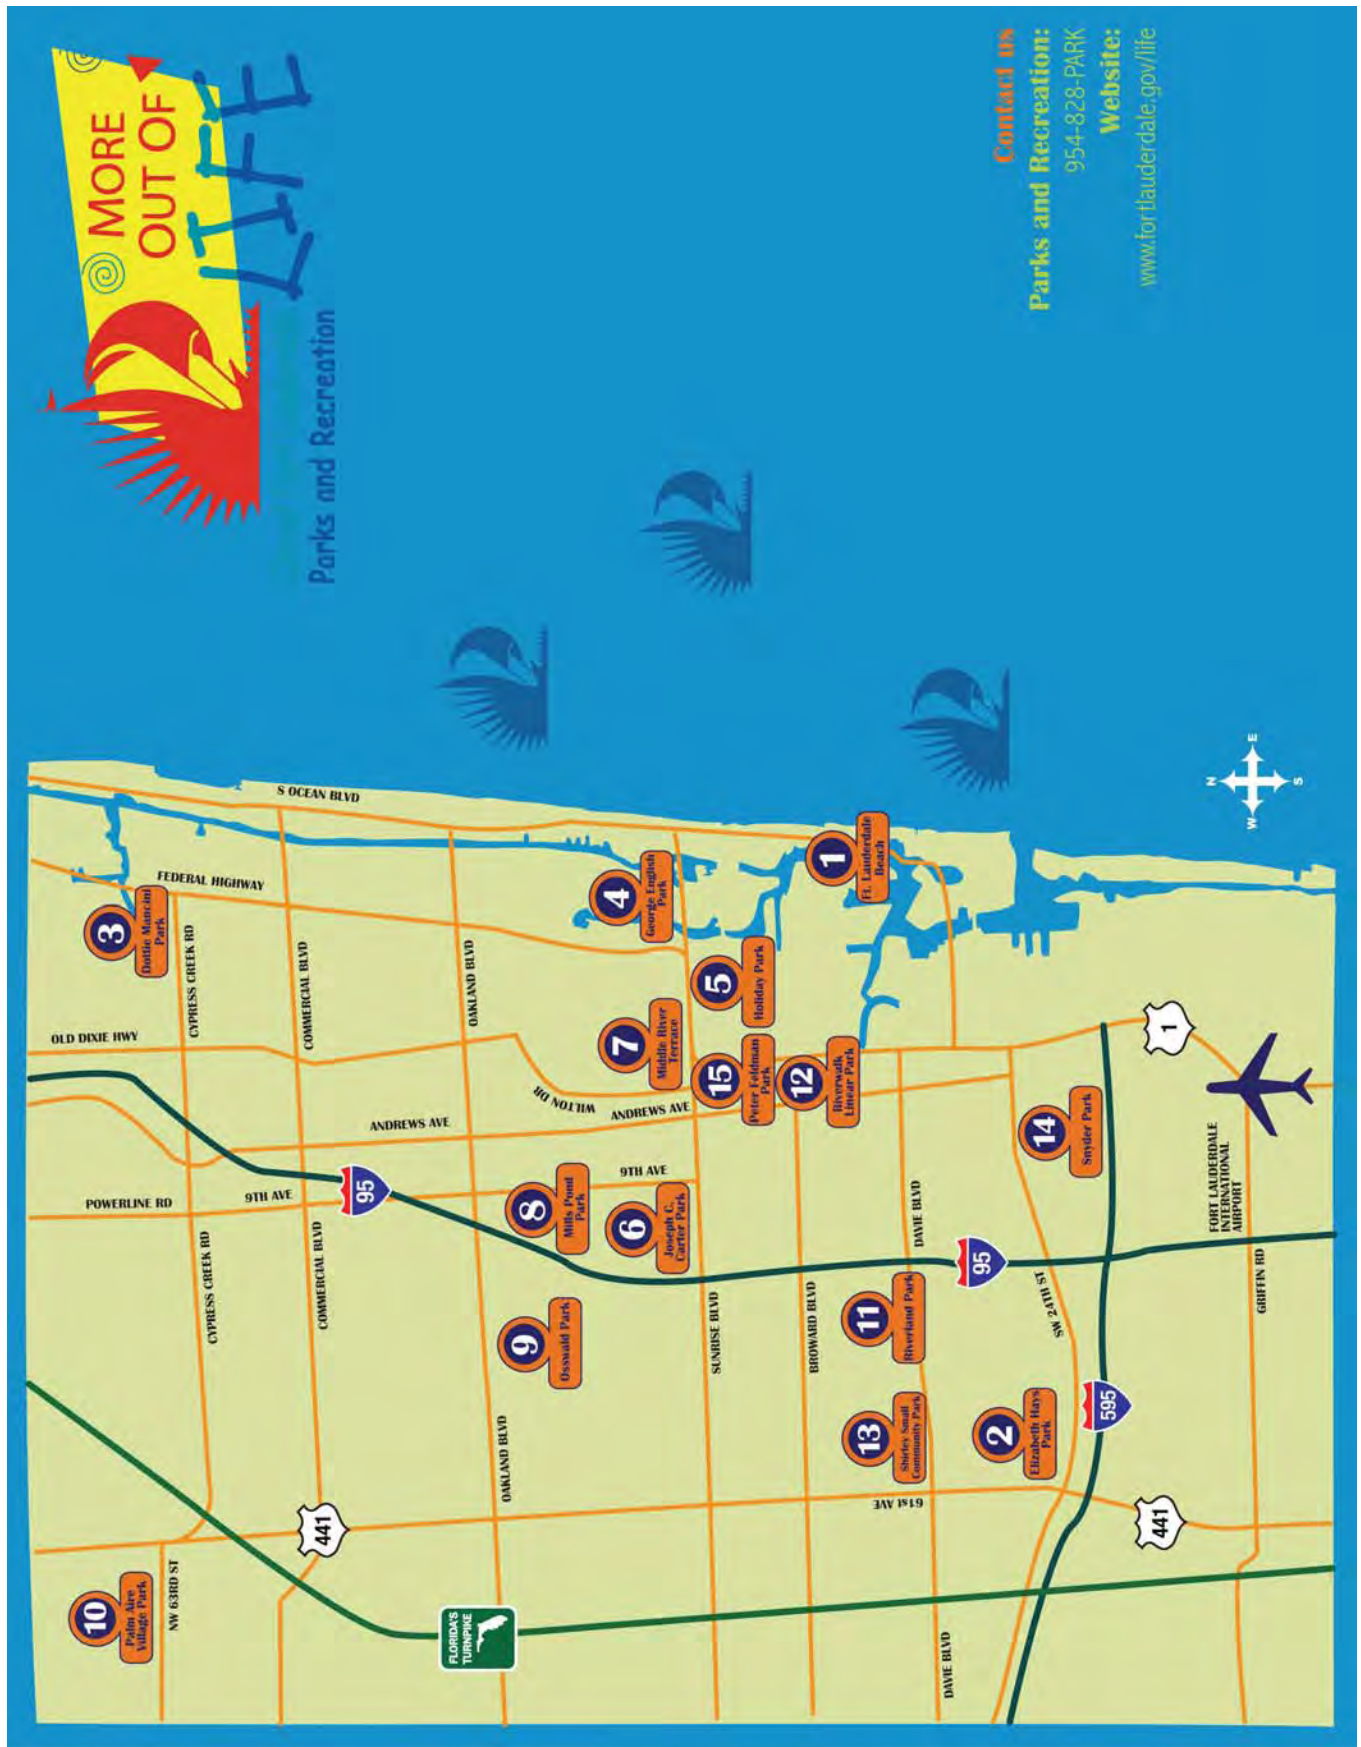 MORE
OUT OF
LIFE
Parks and Recreation
Contact us
Parks and Recreation:
954-828-PARK
Website:
www.fortlauderdale.gov/life
S OCEAN BLVD
FEDERAL HIGHWAY
3
Dottie Mancini
Park
CYPRESS CREEK RD
COMMERCIAL BLVD
OAKLAND BLVD
4
George English
Park
1
Ft. Lauderdale
Beach
N
W
E
S
OLD DIXIE HWY
5
Holiday Park
7
Middle River
Terrace
15
Peter Feldman
Park
12
Riverwalk
Linear Park
1
WILTON DR
ANDREWS AVE
ANDREWS AVE
14
Snyder Park
POWERLINE RD
9TH AVE
95
9TH AVE
8
Mills Pond
Park
6
Joseph C.
Carter Park
DAVIE BLVD
FORT LAUDERDALE
INTERNATIONAL
AIRPORT
CYPRESS CREEK RD
COMMERCIAL BLVD
95
9
Osswald Park
SUNRISE BLVD
BROWARD BLVD
11
Riverland Park
SW 24TH ST
GRIFFIN RD
13
Shirley Small
Community Park
2
Elizabeth Hays
Park
595
OAKLAND BLVD
61st AVE
441
441
10
Palm Aire
Village Park
NW 63RD ST
FLORIDA'S
TURNPIKE
DAVIE BLVD